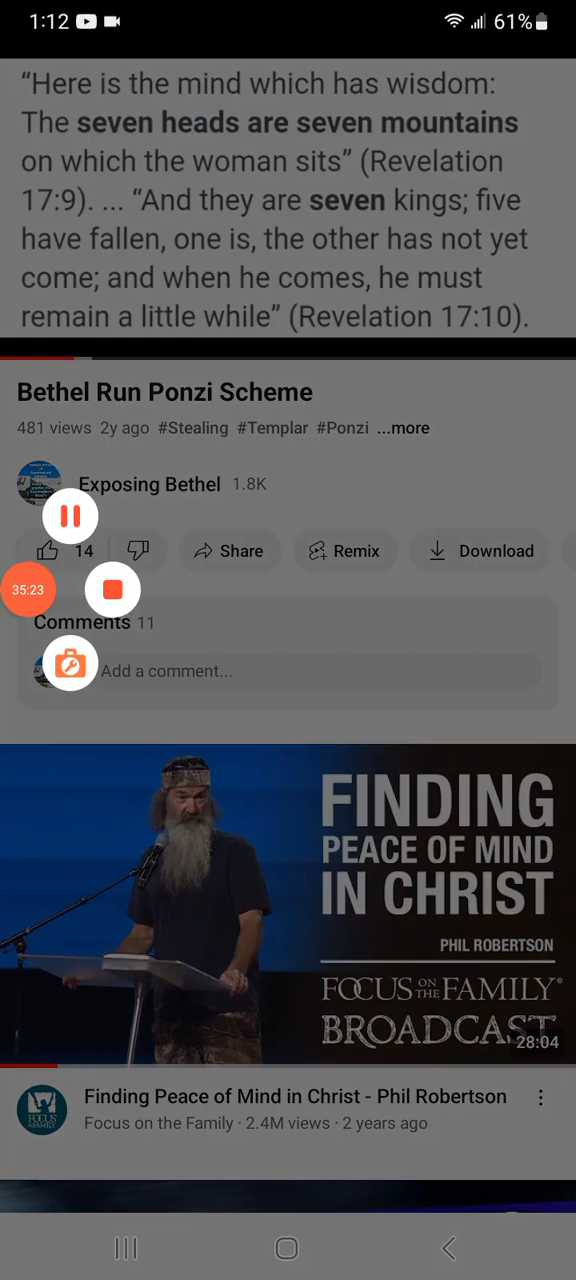 1:12 61%
“Here is the mind which has wisdom:
The seven heads are seven mountains
on which the woman sits” (Revelation
17:9). ... “And they are seven kings; five
have fallen, one is, the other has not yet
come; and when he comes, he must
remain a little while” (Revelation 17:10).
Bethel Run Ponzi Scheme
481 views 2y ago #Stealing #Templar #Ponzi ...more
Exposing Bethel 1.8K
14 Share Remix Download
35:23
Comments 11
Add a comment...
FINDING
PEACE OF MIND
IN CHRIST
PHIL ROBERTSON
FOCUS ON THE FAMILY®
BROADCAST
28:04
FOCUS ON THE FAMILY
Finding Peace of Mind in Christ - Phil Robertson
Focus on the Family · 2.4M views · 2 years ago